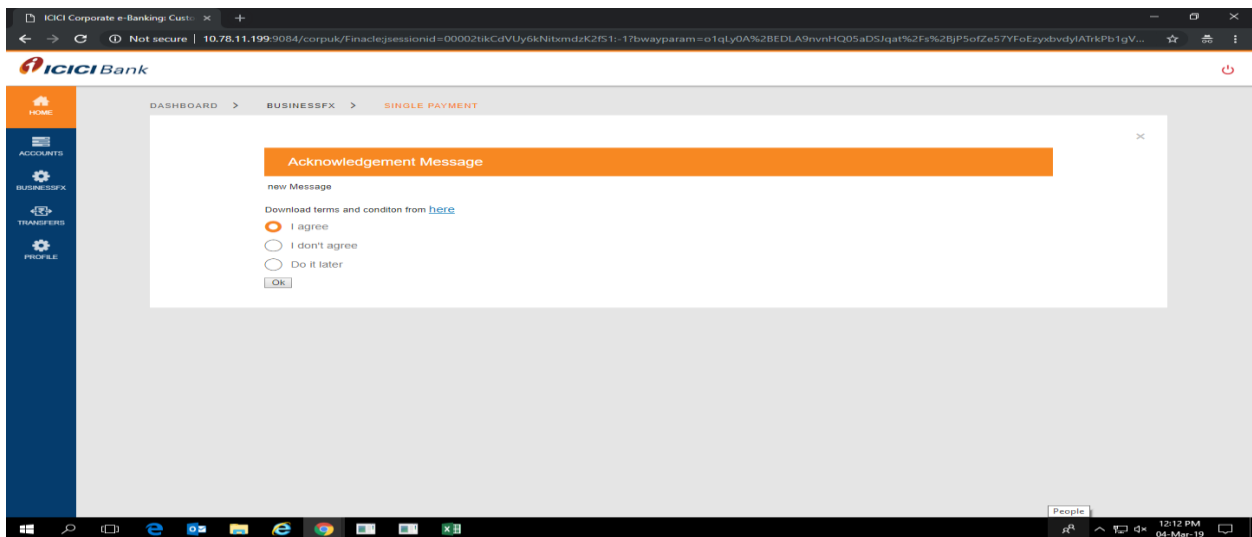 ICICI Corporate e-Banking: Custo
Not secure | 10.78.11.199:9084/corpuk/Finacle;jsessionid=00002tikCdVUy6kNitxmdzK2fS1:-1?bwayparam=o1qLy0A%2BEDLA9nvnHQ05aDSJqat%2Fs%2BjP5ofZe57YFoEzyxbvdyIATrkPb1gV...
ICICI Bank
HOME
ACCOUNTS
BUSINESSFX
TRANSFERS
PROFILE
DASHBOARD > BUSINESSFX > SINGLE PAYMENT
Acknowledgement Message
new Message
Download terms and conditon from here
I agree
I don't agree
Do it later
Ok
People
12:12 PM
04-Mar-19